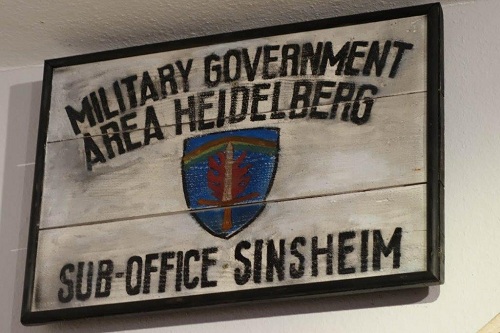 MILITARY GOVERNMENT
AREA HEIDELBERG
SUB-OFFICE SINSHEIM